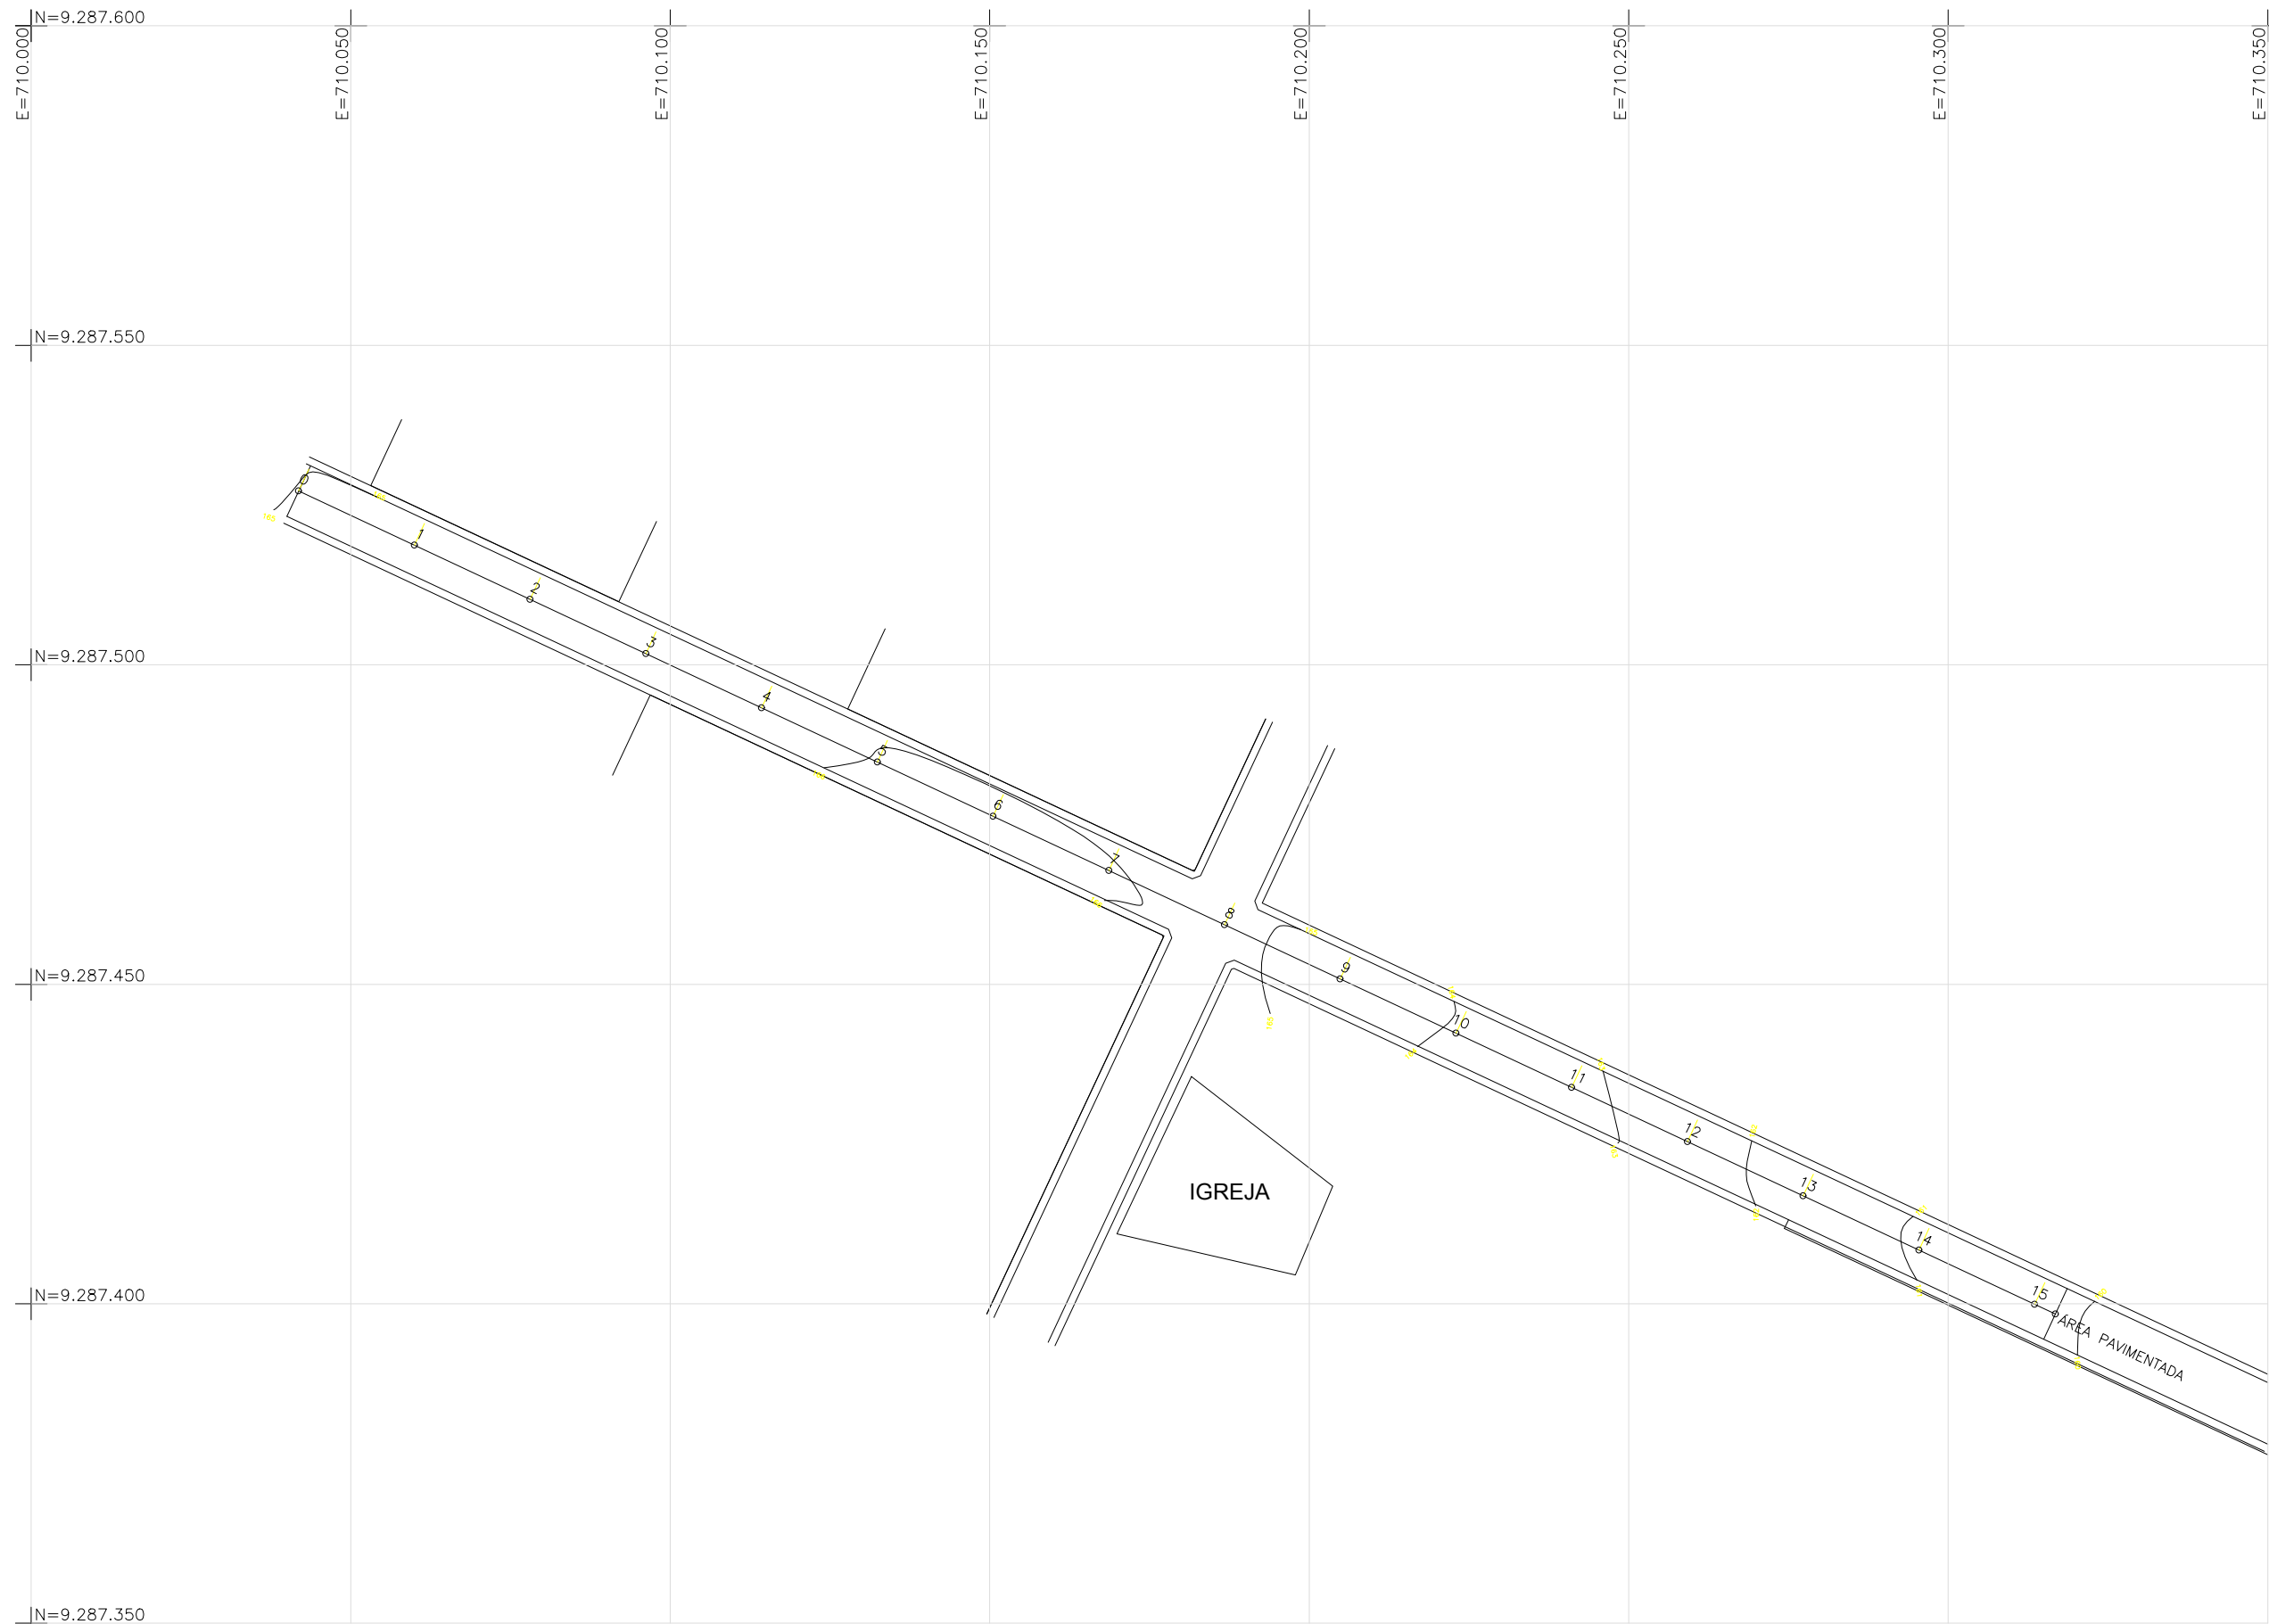 N=9.287.600
E=710.000
E=710.050
E=710.100
E=710.150
E=710.200
E=710.250
E=710.300
E=710.350
N=9.287.550
0
1
2
3
N=9.287.500
4
5
6
7
8
N=9.287.450
9
10
11
12
13
IGREJA
14
N=9.287.400
15
ÁREA PAVIMENTADA
N=9.287.350